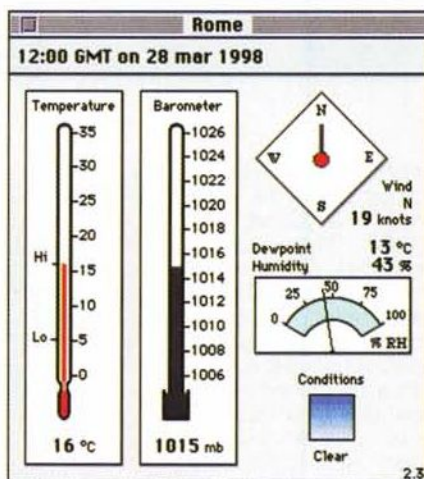 Rome
12:00 GMT on 28 mar 1998
Temperature
35
30
25
20
Hi
15
10
Lo
5
0
16 °C
Barometer
1026
1024
1022
1020
1018
1016
1014
1012
1010
1008
1006
1015 mb
N
W
E
S
Wind
N
19 knots
Dewpoint 13 °C
Humidity 43 %
0
25
50
75
100
% RH
Conditions
Clear
2.3